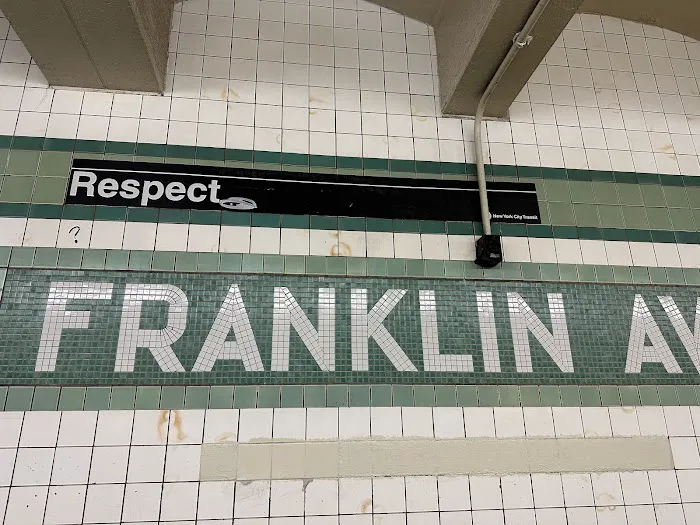 Respect
New York City Transit
?
FRANKLIN AV